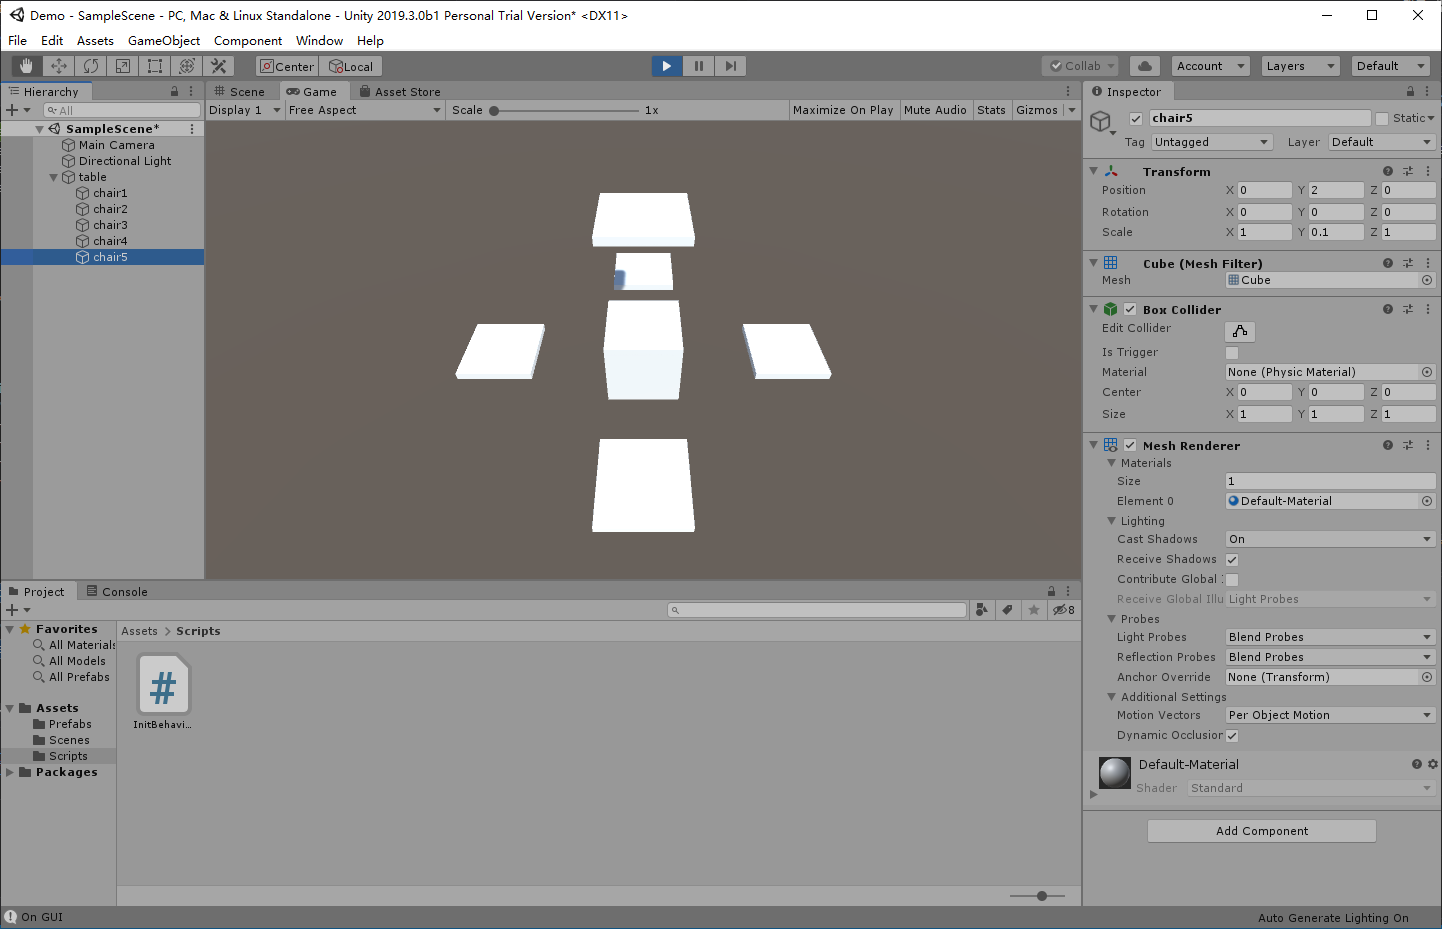 Demo - SampleScene - PC, Mac & Linux Standalone - Unity 2019.3.0b1 Personal Trial Version* <DX11>
File Edit Assets GameObject Component Window Help
Center Local Collab Account Layers Default
Hierarchy
All
SampleScene*
Main Camera
Directional Light
table
chair1
chair2
chair3
chair4
chair5
Scene Game Asset Store
Display 1 Free Aspect Scale 1x Maximize On Play Mute Audio Stats Gizmos
Inspector
chair5 Static
Tag Untagged Layer Default
Transform
Position X 0 Y 2 Z 0
Rotation X 0 Y 0 Z 0
Scale X 1 Y 0.1 Z 1
Cube (Mesh Filter)
Mesh Cube
Box Collider
Edit Collider
Is Trigger
Material None (Physic Material)
Center X 0 Y 0 Z 0
Size X 1 Y 1 Z 1
Mesh Renderer
Materials
Size 1
Element 0 Default-Material
Lighting
Cast Shadows On
Receive Shadows
Contribute Global
Receive Global Illu Light Probes
Probes
Light Probes Blend Probes
Reflection Probes Blend Probes
Anchor Override None (Transform)
Additional Settings
Motion Vectors Per Object Motion
Dynamic Occlusion
Default-Material
Shader Standard
Add Component
Project Console
8
Favorites
All Materials
All Models
All Prefabs
Assets
Prefabs
Scenes
Scripts
Packages
Assets > Scripts
#
InitBehavi...
On GUI
Auto Generate Lighting On